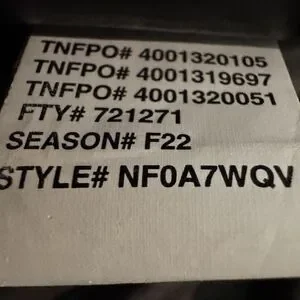 TNFPO# 4001320105
TNFPO# 4001319697
TNFPO# 4001320051
FTY# 721271
SEASON# F22
STYLE# NF0A7WQV